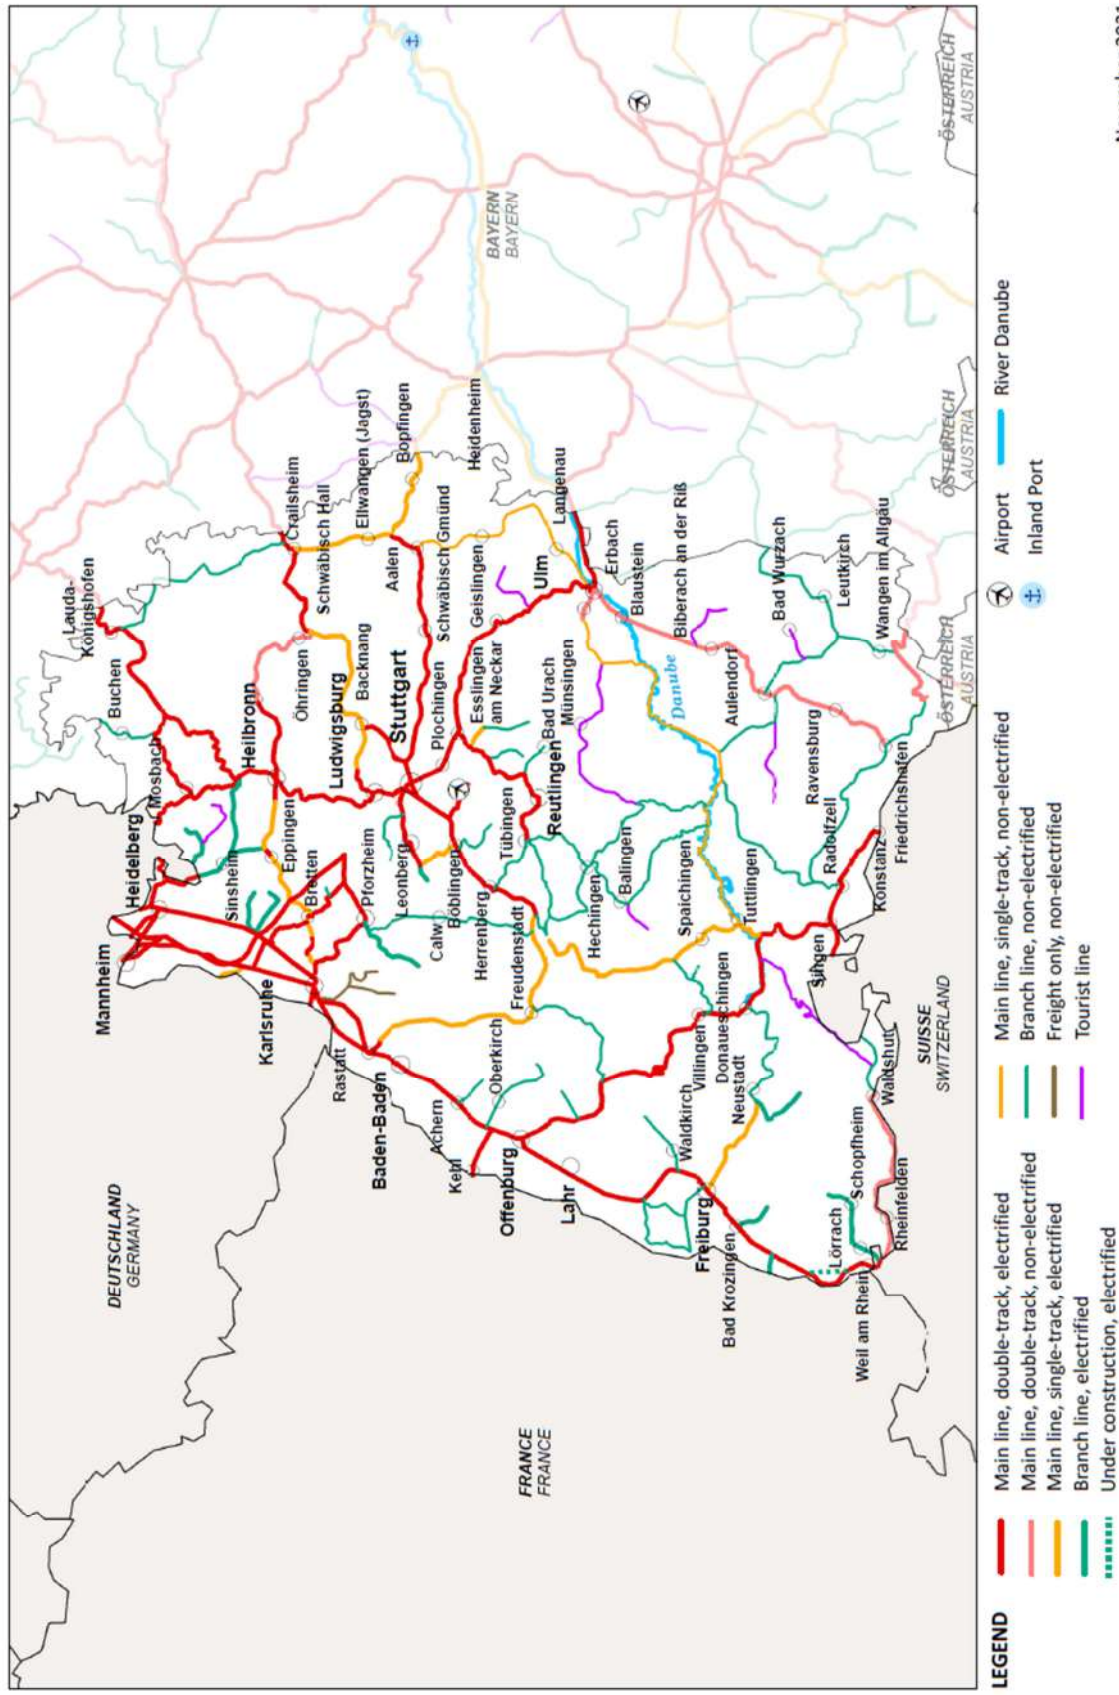 Lauda-
Königshofen
Buchen
Mosbach
Heidelberg
Mannheim
DEUTSCHLAND
GERMANY
Sinsheim
Heilbronn
Eppingen
Crailsheim
Schwäbisch Hall
Öhringen
Bretten
Karlsruhe
Ludwigsburg
Backnang
Ellwangen (Jagst)
Rastatt
Pforzheim
Baden-Baden
Leonberg
Stuttgart
Aalen
Bopfingen
Achern
Calw
Böblingen
Plochingen
Schwäbisch Gmünd
Kehl
Herrenberg
Esslingen
am Neckar
Geislingen
Heidenheim
Oberkirch
Offenburg
Freudenstadt
Tübingen
Bad Urach
Münsingen
Ulm
BAYERN
BAYERN
FRANCE
FRANCE
Lahr
Reutlingen
Langenau
Hechingen
Erbach
Balingen
Blaustein
Danube
Waldkirch
Spaichingen
Biberach an der Riß
Freiburg
Villingen
Donaueschingen
Bad Krozingen
Neustadt
Tuttlingen
Aulendorf
Bad Wurzach
Ravensburg
Radolfzell
Singen
Leutkirch
Lörrach
Schopfheim
Weil am Rhein
Konstanz
Wangen im Allgäu
Waldshut
Rheinfelden
Friedrichshafen
SUISSE
SWITZERLAND
ÖSTERREICH
AUSTRIA
ÖSTERREICH
AUSTRIA
ÖSTERREICH
AUSTRIA
LEGEND
Main line, double-track, electrified
Main line, double-track, non-electrified
Main line, single-track, electrified
Branch line, electrified
Under construction, electrified
Main line, single-track, non-electrified
Branch line, non-electrified
Freight only, non-electrified
Tourist line
Airport
Inland Port
River Danube